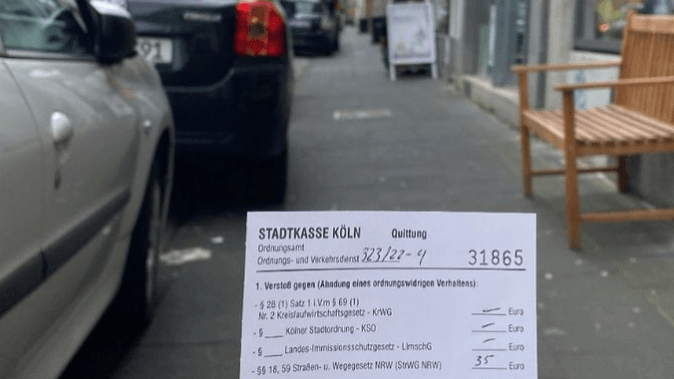 91
STADTKASSE KÖLN Quittung
Ordnungsamt
Ordnungs- und Verkehrsdienst 323/22-4 31865
1. Verstoß gegen (Ahndung eines ordnungswidrigen Verhaltens):
- § 28 (1) Satz 1 i.V.m § 69 (1)
Nr. 2 Kreislaufwirtschaftsgesetz - KrWG — Euro
- § ___ Kölner Stadtordnung - KSO — Euro
- § ___ Landes-Immissionsschutzgesetz - LImschG — Euro
- §§ 18, 59 Straßen- u. Wegegesetz NRW (StrWG NRW) 35 Euro